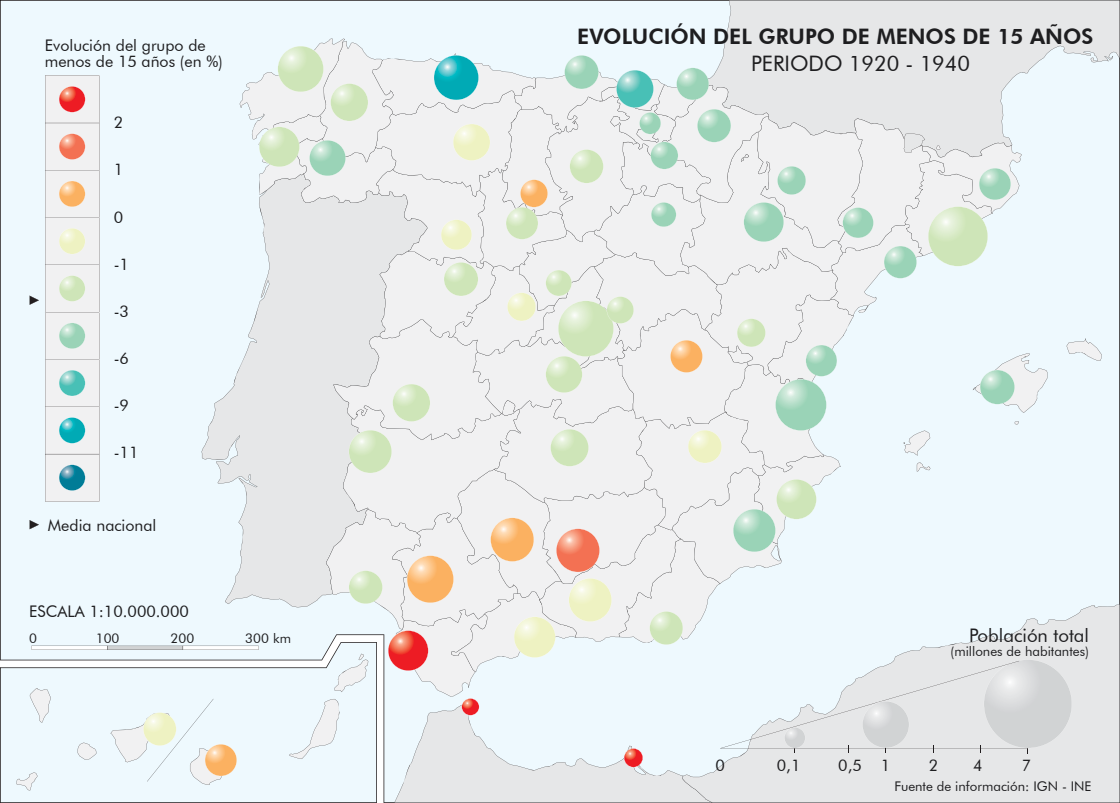 EVOLUCIÓN DEL GRUPO DE MENOS DE 15 AÑOS
PERIODO 1920 - 1940
Evolución del grupo de
menos de 15 años (en %)
2
1
0
-1
-3
-6
-9
-11
Media nacional
ESCALA 1:10.000.000
0 100 200 300 km
Población total
(millones de habitantes)
0 0,1 0,5 1 2 4 7
Fuente de información: IGN - INE